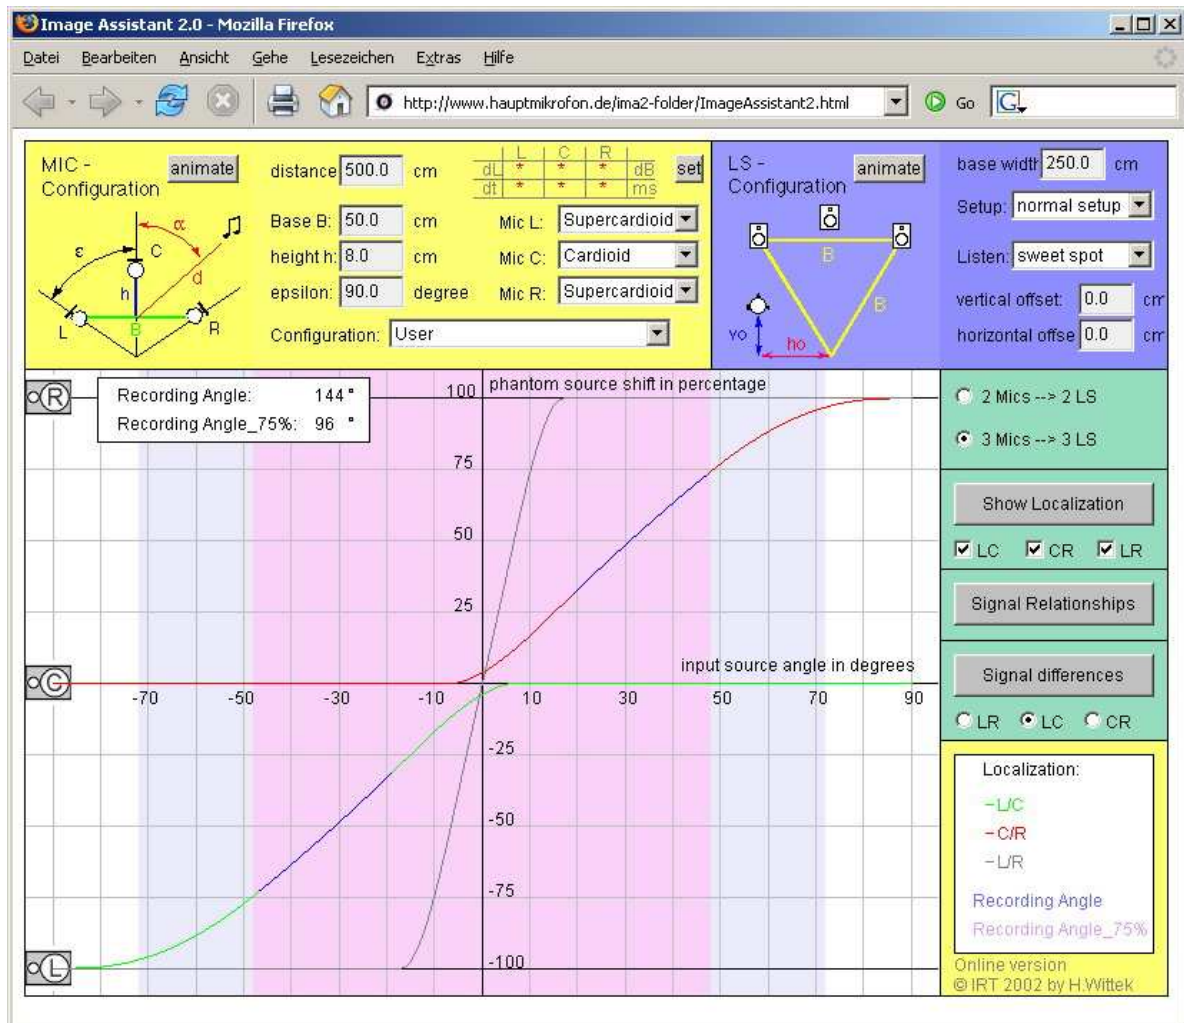 Image Assistant 2.0 - Mozilla Firefox
Datei Bearbeiten Ansicht Gehe Lesezeichen Extras Hilfe
http://www.hauptmikrofon.de/ima2-folder/ImageAssistant2.html Go G
MIC - Configuration
animate
α
ε
C
d
h
L
B
R
distance 500.0 cm
L C R
dL * * * dB
dt * * * ms
set
Base B: 50.0 cm
Mic L: Supercardioid
height h: 8.0 cm
Mic C: Cardioid
epsilon: 90.0 degree
Mic R: Supercardioid
Configuration: User
LS - Configuration
animate
B
B
vo
ho
base width 250.0 cm
Setup: normal setup
Listen: sweet spot
vertical offset: 0.0 cm
horizontal offse 0.0 cm
R
Recording Angle: 144°
Recording Angle_75%: 96 °
100 phantom source shift in percentage
75
50
25
input source angle in degrees
C
-70 -50 -30 -10 10 30 50 70 90
-25
-50
-75
-100
L
2 Mics --> 2 LS
3 Mics --> 3 LS
Show Localization
LC CR LR
Signal Relationships
Signal differences
LR LC CR
Localization:
- L/C
- C/R
- L/R
Recording Angle
Recording Angle_75%
Online version
© IRT 2002 by H.Wittek